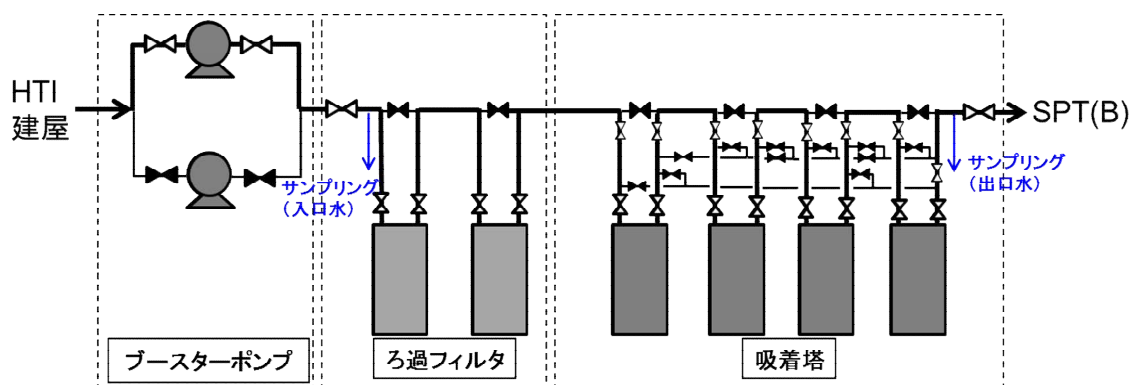 HTI
建屋
サンプリング
(入口水)
SPT(B)
サンプリング
(出口水)
ブースターポンプ
ろ過フィルタ
吸着塔